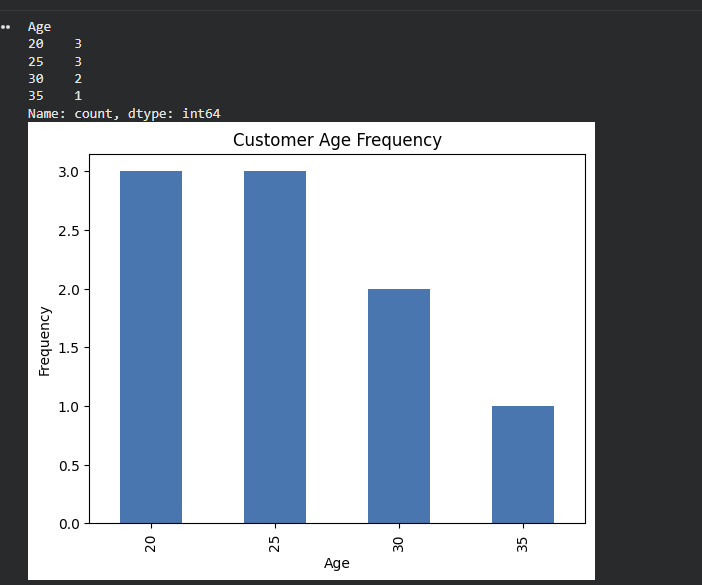 Age
20    3
25    3
30    2
35    1
Name: count, dtype: int64
Customer Age Frequency
3.0
2.5
2.0
1.5
1.0
0.5
0.0
Frequency
20 25 30 35
Age